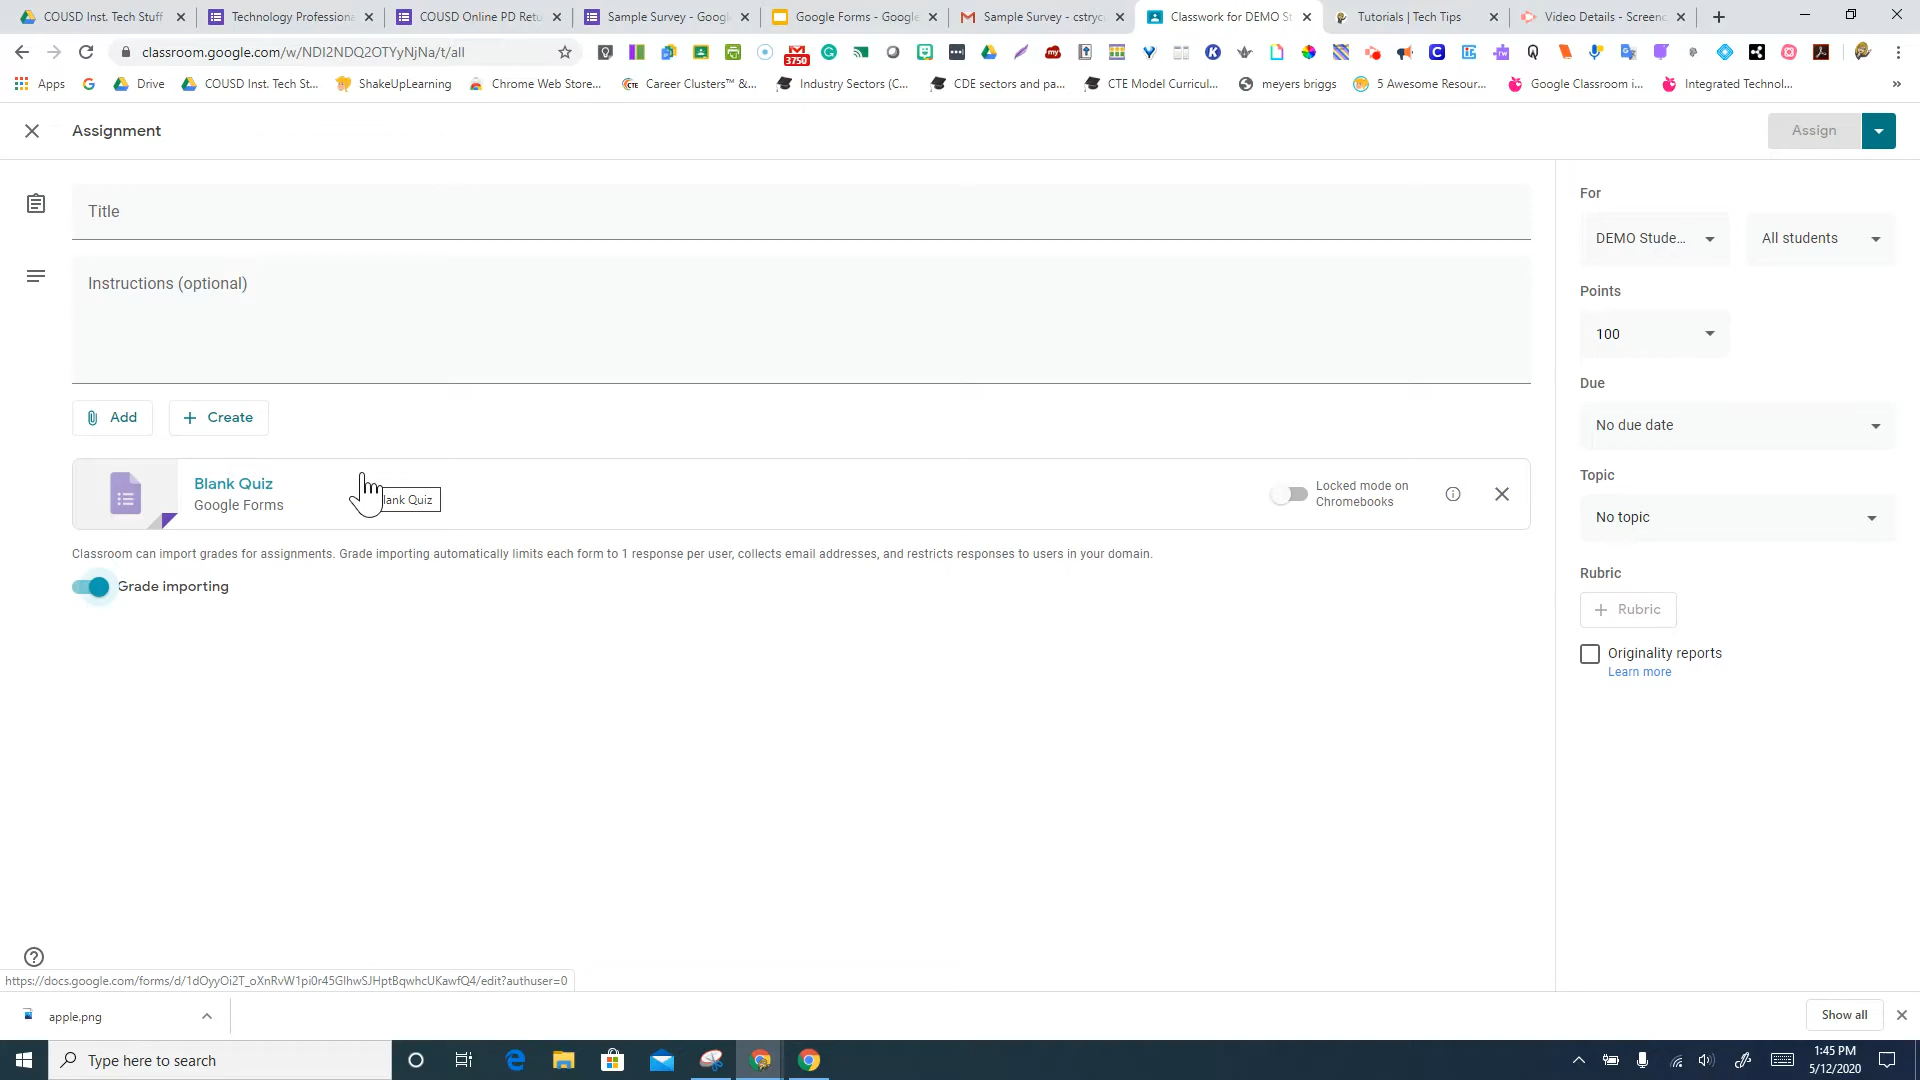 COUSD Inst. Tech Stuff
Technology Professiona
COUSD Online PD Retu
Sample Survey - Googl
Google Forms - Google
Sample Survey - cstryc
Classwork for DEMO St
Tutorials | Tech Tips
Video Details - Screenc
classroom.google.com/w/NDI2NDQ2OTYyNjNa/t/all
3750
Apps
Drive
COUSD Inst. Tech St...
ShakeUpLearning
Chrome Web Store...
Career Clusters™ &...
Industry Sectors (C...
CDE sectors and pa...
CTE Model Curricul...
meyers briggs
5 Awesome Resour...
Google Classroom i...
Integrated Technol...
»
Assignment
Assign
Title
Instructions (optional)
Add
Create
Blank Quiz
Google Forms
lank Quiz
Locked mode on
Chromebooks
Classroom can import grades for assignments. Grade importing automatically limits each form to 1 response per user, collects email addresses, and restricts responses to users in your domain.
Grade importing
For
DEMO Stude...
All students
Points
100
Due
No due date
Topic
No topic
Rubric
Rubric
Originality reports
Learn more
https://docs.google.com/forms/d/1dOyyOi2T_oXnRvW1pi0r45GIhwSJHptBqwhcUKawfQ4/edit?authuser=0
apple.png
Show all
Type here to search
1:45 PM
5/12/2020